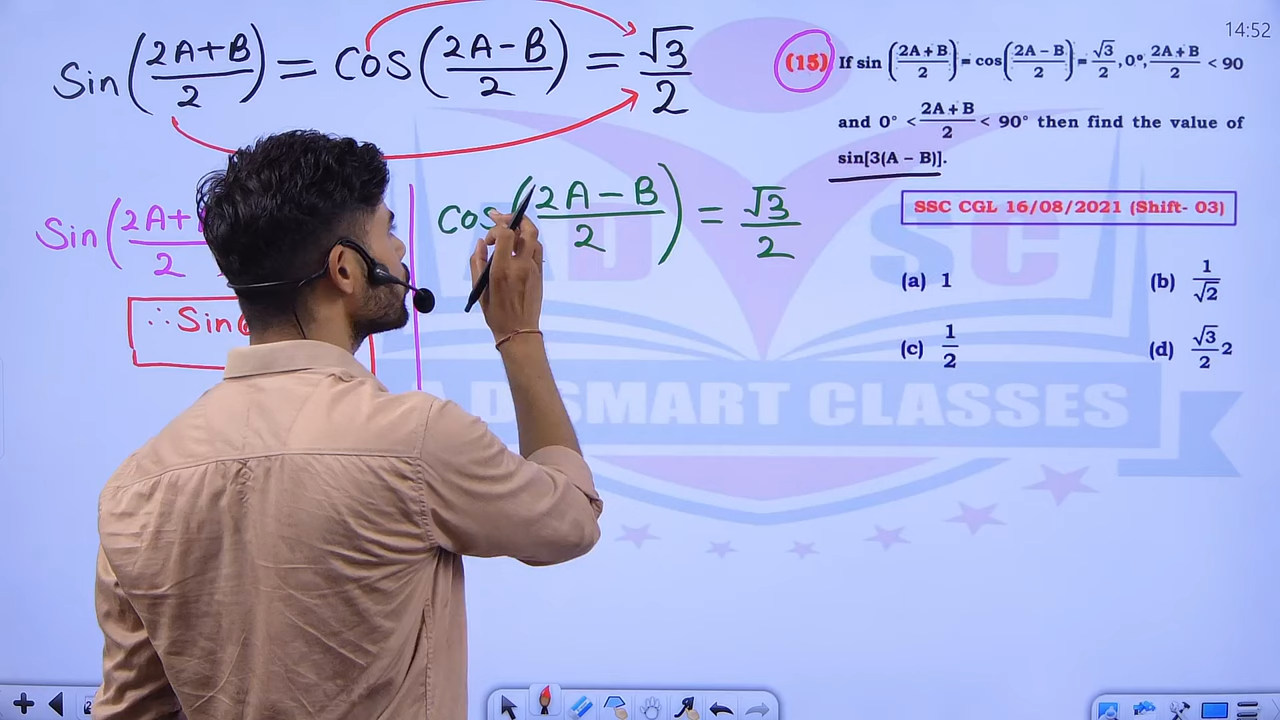 14:52
Sin(2A+B/2) = cos(2A-B/2) = √3/2
(15) If sin (2A+B/2) = cos(2A-B/2) = √3/2 ,0°, 2A+B/2 < 90
and 0° < 2A+B/2 < 90° then find the value of
sin[3(A – B)].
SSC CGL 16/08/2021 (Shift- 03)
(a) 1
(b) 1/√2
(c) 1/2
(d) √3/2 2
Sin(2A+
2
∴ Sin
cos(2A-B/2) = √3/2
SMART CLASSES